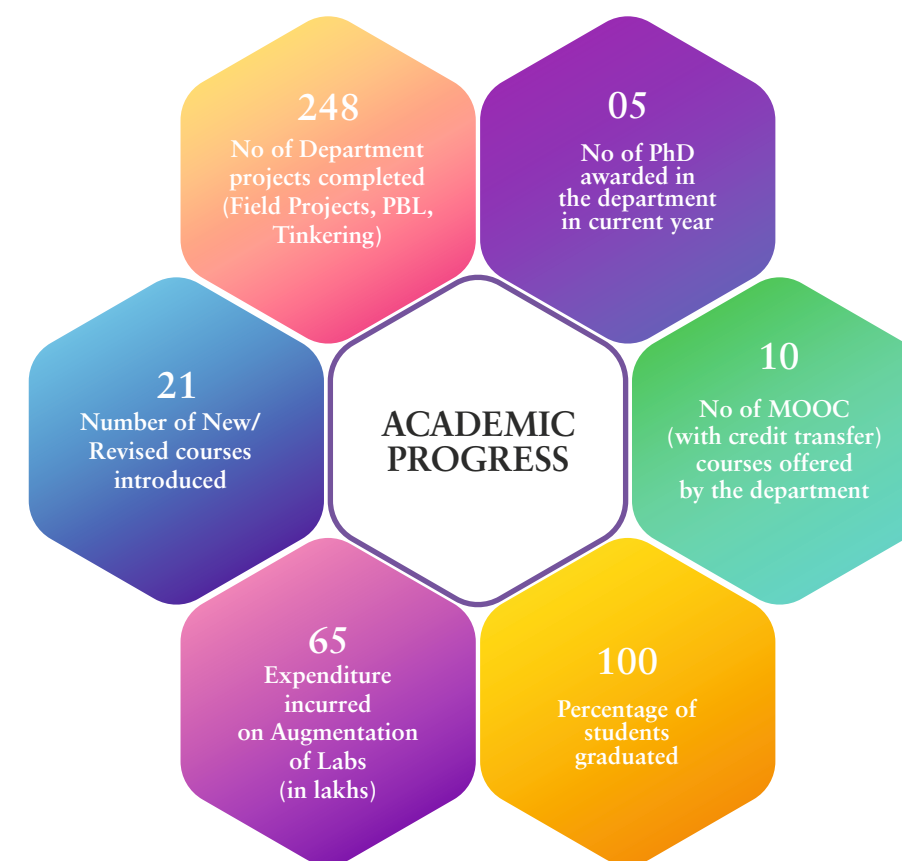 248
No of Department
projects completed
(Field Projects, PBL,
Tinkering)
05
No of PhD
awarded in
the department
in current year
21
Number of New/
Revised courses
introduced
ACADEMIC
PROGRESS
10
No of MOOC
(with credit transfer)
courses offered
by the department
65
Expenditure
incurred
on Augmentation
of Labs
(in lakhs)
100
Percentage of
students
graduated